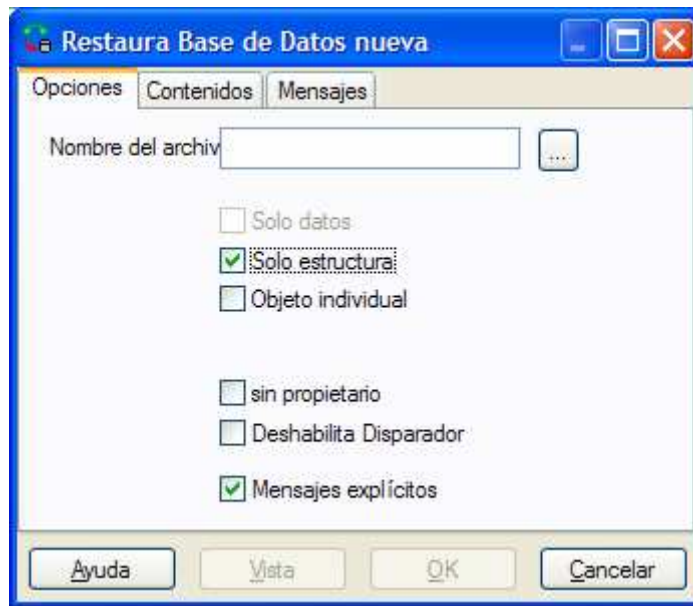 Restaura Base de Datos nueva
Opciones Contenidos Mensajes
Nombre del archiv
...
Solo datos
Solo estructura
Objeto individual
sin propietario
Deshabilita Disparador
Mensajes explícitos
Ayuda Vista OK Cancelar